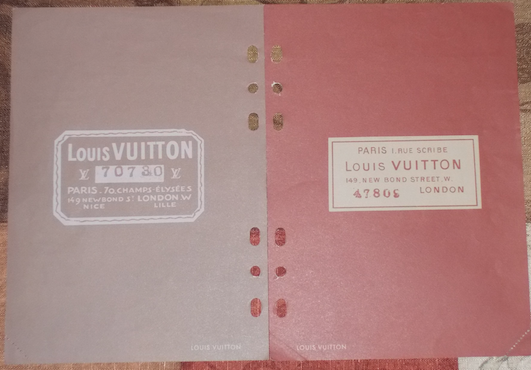 LOUIS VUITTON
70780
PARIS.70.CHAMPS-ELYSÉES
149 NEW BOND St LONDON.W
NICE LILLE
LOUIS VUITTON
PARIS 1. RUE SCRIBE
LOUIS VUITTON
149. NEW BOND STREET. W.
LONDON
LOUIS VUITTON